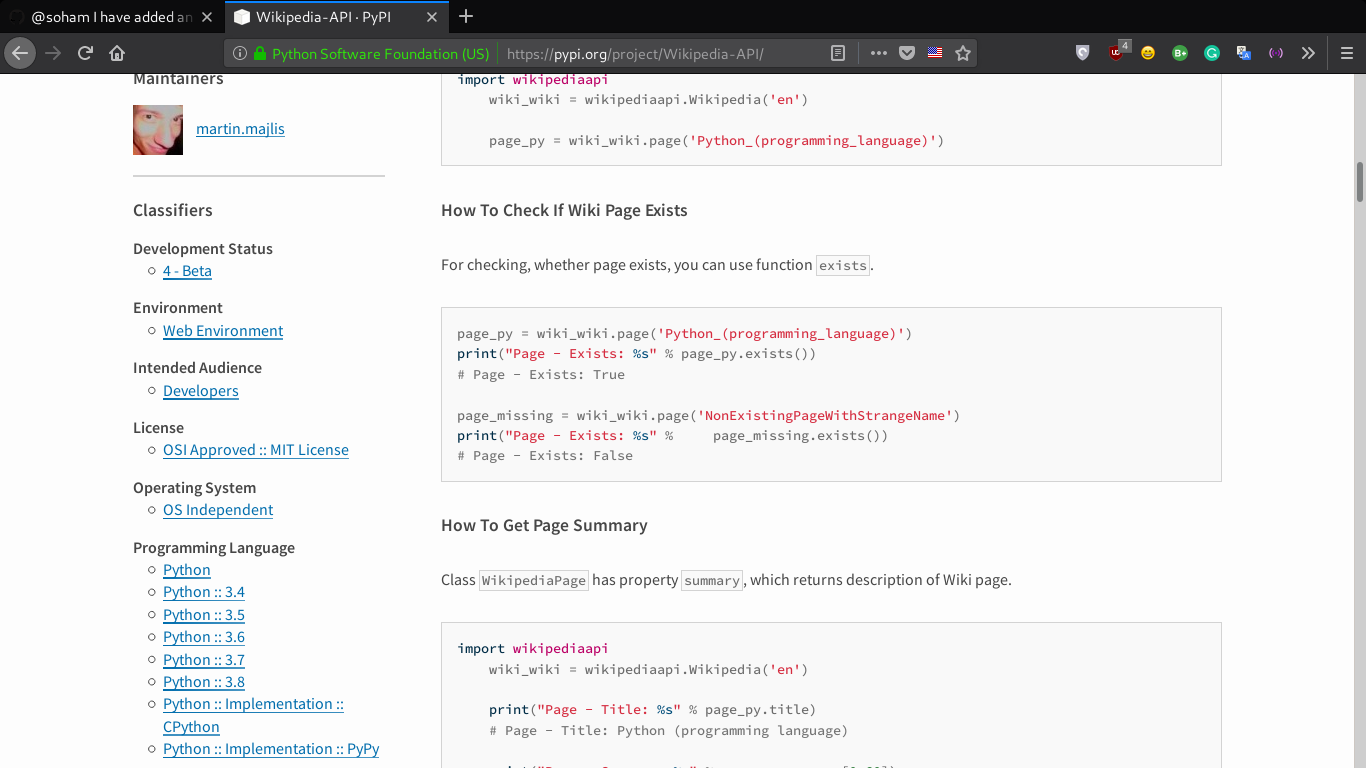 @soham I have added an
Wikipedia-API · PyPI
Python Software Foundation (US)
https://pypi.org/project/Wikipedia-API/
4
Maintainers
martin.majlis
Classifiers
Development Status
4 - Beta
Environment
Web Environment
Intended Audience
Developers
License
OSI Approved :: MIT License
Operating System
OS Independent
Programming Language
Python
Python :: 3.4
Python :: 3.5
Python :: 3.6
Python :: 3.7
Python :: 3.8
Python :: Implementation ::
CPython
Python :: Implementation :: PyPy
import wikipediaapi
    wiki_wiki = wikipediaapi.Wikipedia('en')
    page_py = wiki_wiki.page('Python_(programming_language)')
How To Check If Wiki Page Exists
For checking, whether page exists, you can use function exists.
page_py = wiki_wiki.page('Python_(programming_language)')
print("Page - Exists: %s" % page_py.exists())
# Page - Exists: True
page_missing = wiki_wiki.page('NonExistingPageWithStrangeName')
print("Page - Exists: %s" %     page_missing.exists())
# Page - Exists: False
How To Get Page Summary
Class WikipediaPage has property summary, which returns description of Wiki page.
import wikipediaapi
    wiki_wiki = wikipediaapi.Wikipedia('en')
    print("Page - Title: %s" % page_py.title)
    # Page - Title: Python (programming language)